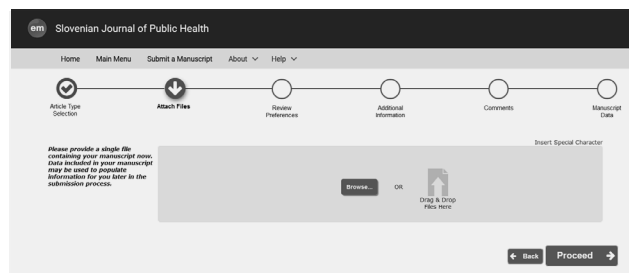 em Slovenian Journal of Public Health
Home Main Menu Submit a Manuscript About Help
Article Type
Selection
Attach Files
Review
Preferences
Additional
Information
Comments
Manuscript
Data
Insert Special Character
Please provide a single file
containing your manuscript now.
Data included in your manuscript
may be used to populate
information for you later in the
submission process.
Browse... OR
Drag & Drop
Files Here
Back Proceed